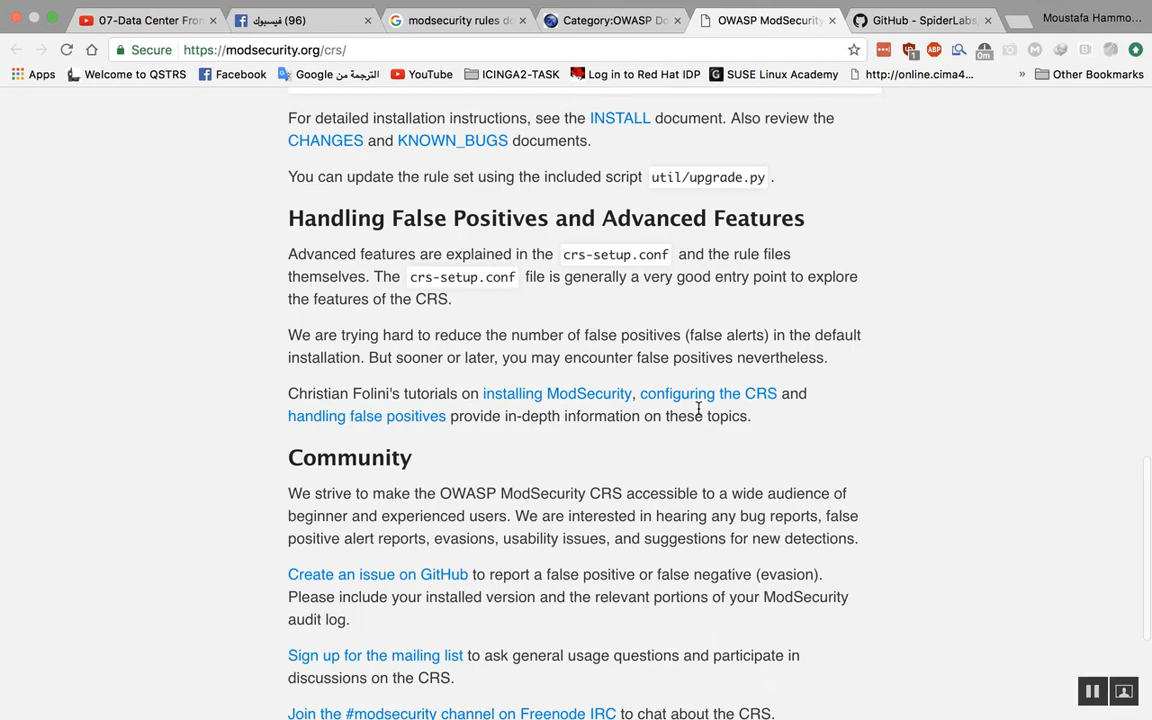 07-Data Center Fron
(96) فيسبوك
modsecurity rules do
Category:OWASP Do
OWASP ModSecurity
GitHub - SpiderLabs
Moustafa Hammo...
Secure
https://modsecurity.org/crs/
Apps
Welcome to QSTRS
Facebook
Google الترجمة من
YouTube
ICINGA2-TASK
Log in to Red Hat IDP
SUSE Linux Academy
http://online.cima4...
»
Other Bookmarks
For detailed installation instructions, see the INSTALL document. Also review the
CHANGES and KNOWN_BUGS documents.
You can update the rule set using the included script util/upgrade.py .
Handling False Positives and Advanced Features
Advanced features are explained in the crs-setup.conf and the rule files
themselves. The crs-setup.conf file is generally a very good entry point to explore
the features of the CRS.
We are trying hard to reduce the number of false positives (false alerts) in the default
installation. But sooner or later, you may encounter false positives nevertheless.
Christian Folini's tutorials on installing ModSecurity, configuring the CRS and
handling false positives provide in-depth information on these topics.
Community
We strive to make the OWASP ModSecurity CRS accessible to a wide audience of
beginner and experienced users. We are interested in hearing any bug reports, false
positive alert reports, evasions, usability issues, and suggestions for new detections.
Create an issue on GitHub to report a false positive or false negative (evasion).
Please include your installed version and the relevant portions of your ModSecurity
audit log.
Sign up for the mailing list to ask general usage questions and participate in
discussions on the CRS.
Join the #modsecurity channel on Freenode IRC to chat about the CRS.